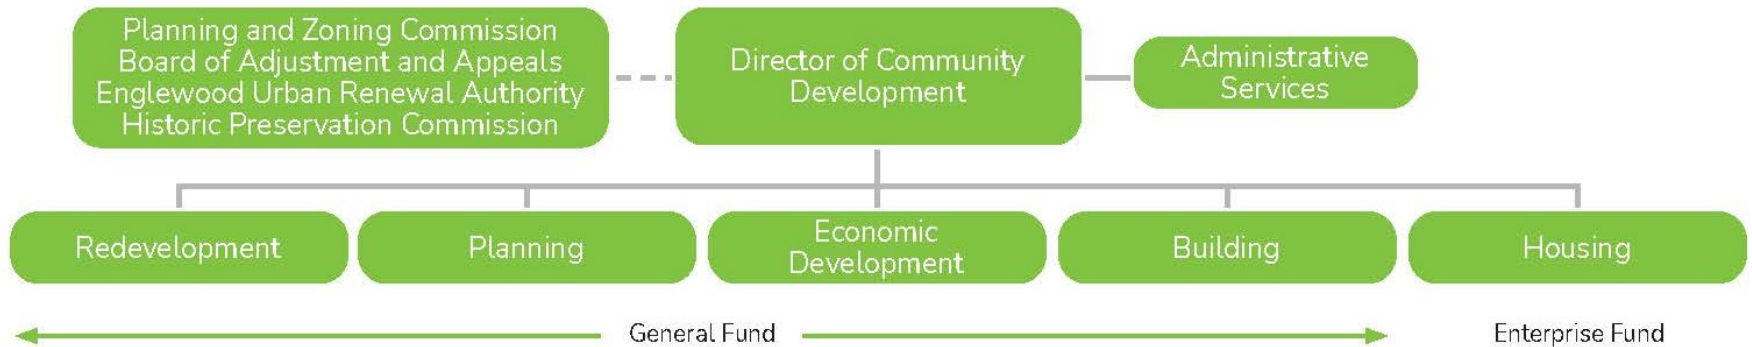 Planning and Zoning Commission
Board of Adjustment and Appeals
Englewood Urban Renewal Authority
Historic Preservation Commission
Director of Community
Development
Administrative
Services
Redevelopment
Planning
Economic
Development
Building
Housing
General Fund
Enterprise Fund